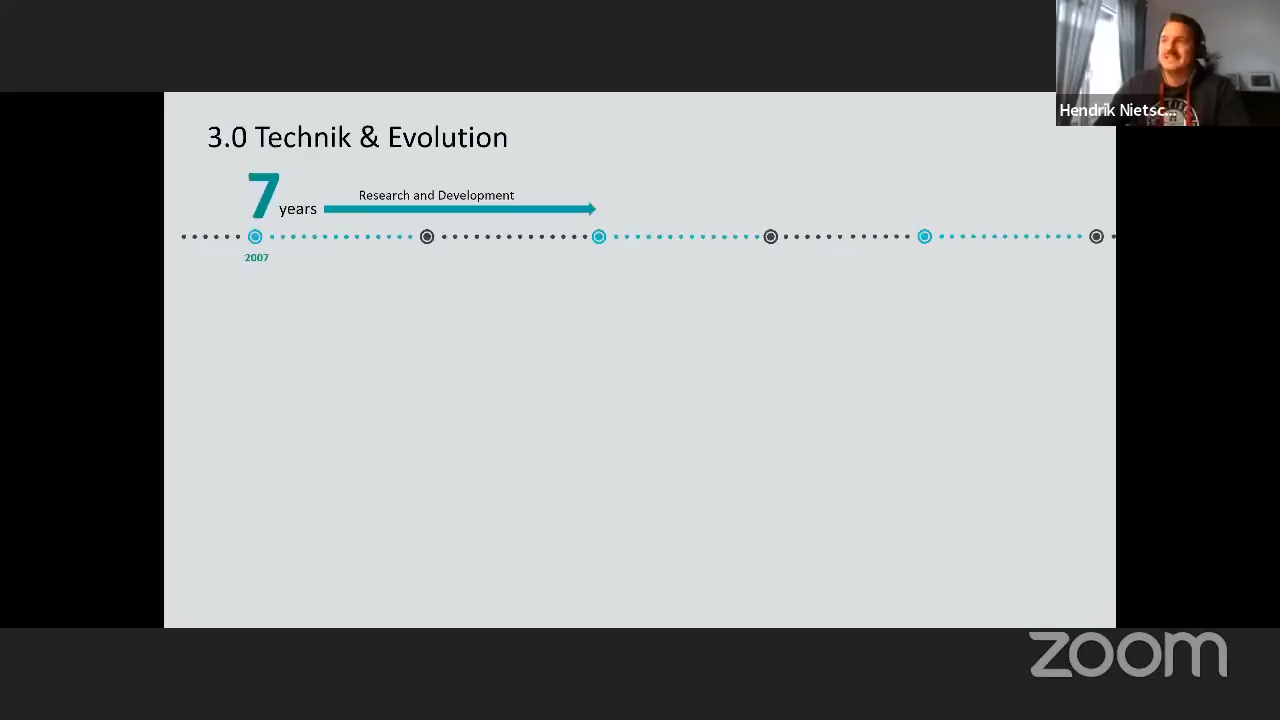 Hendrik Nietsc...
3.0 Technik & Evolution
7 years
Research and Development
2007
zoom